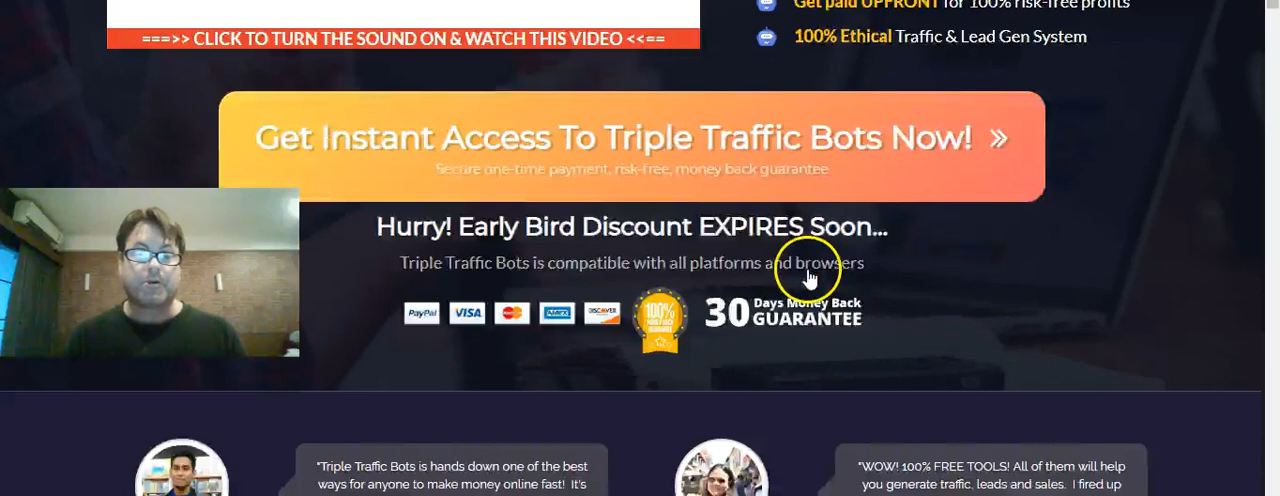 Get paid UPFRONT for 100% risk-free profits
===>> CLICK TO TURN THE SOUND ON & WATCH THIS VIDEO <<==
100% Ethical Traffic & Lead Gen System
Get Instant Access To Triple Traffic Bots Now! »
Secure one-time payment, risk-free, money back guarantee
Hurry! Early Bird Discount EXPIRES Soon...
Triple Traffic Bots is compatible with all platforms and browsers
PayPal VISA MasterCard AMEX DISCOVER 100% 30 Days Money Back
GUARANTEE
"Triple Traffic Bots is hands down one of the best
ways for anyone to make money online fast! It's
"WOW! 100% FREE TOOLS! All of them will help
you generate traffic, leads and sales. I fired up